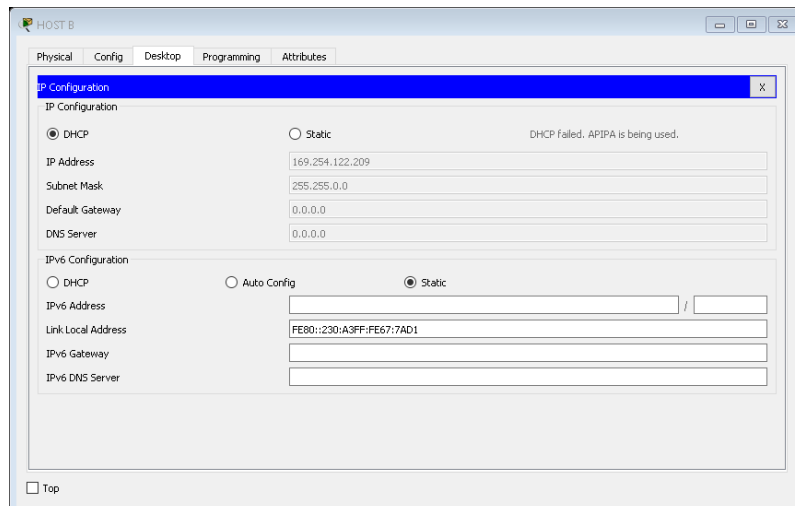 HOST B
Physical Config Desktop Programming Attributes
IP Configuration X
IP Configuration
DHCP Static DHCP failed. APIPA is being used.
IP Address 169.254.122.209
Subnet Mask 255.255.0.0
Default Gateway 0.0.0.0
DNS Server 0.0.0.0
IPv6 Configuration
DHCP Auto Config Static
IPv6 Address /
Link Local Address FE80::230:A3FF:FE67:7AD1
IPv6 Gateway
IPv6 DNS Server
Top